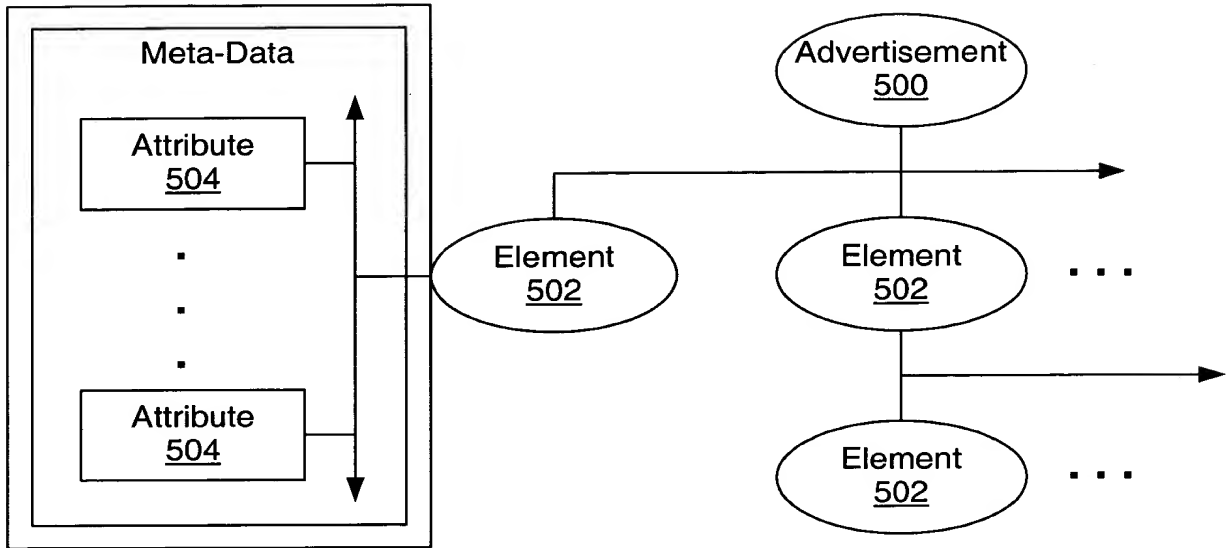 Meta-Data
Attribute
504
Attribute
504
Advertisement
500
Element
502
Element
502
Element
502